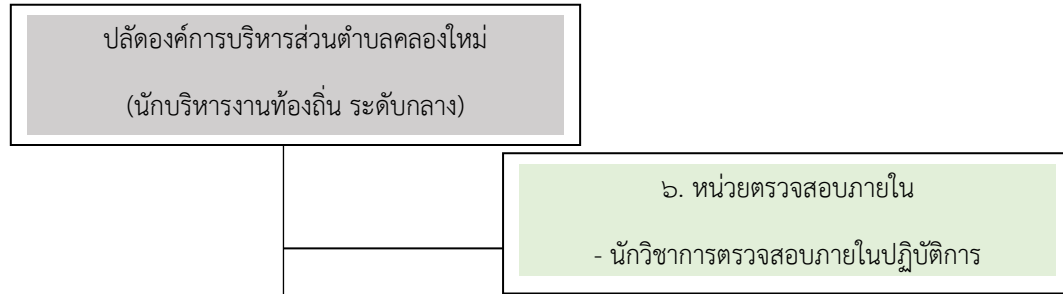 ปลัดองค์การบริหารส่วนตำบลคลองใหม่
(นักบริหารงานท้องถิ่น ระดับกลาง)
๖. หน่วยตรวจสอบภายใน
- นักวิชาการตรวจสอบภายในปฏิบัติการ